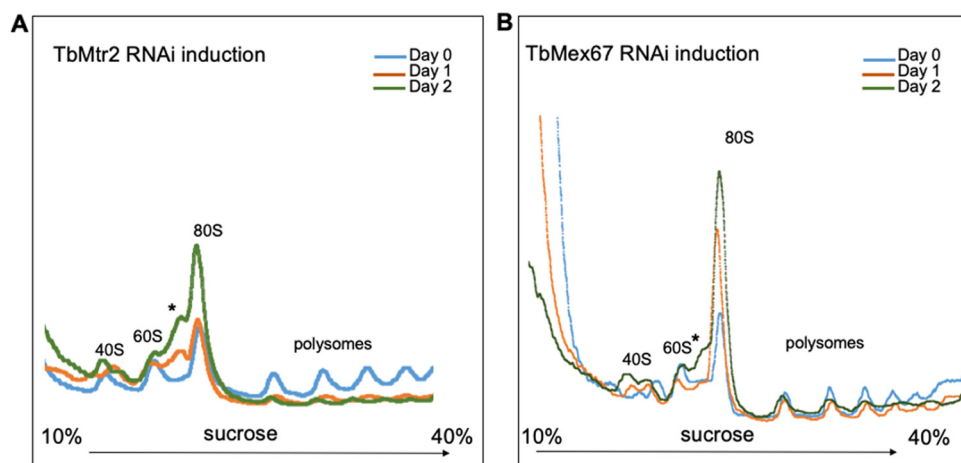 A
TbMtr2 RNAi induction
Day 0
Day 1
Day 2
80S
*
60S
40S
polysomes
10%
sucrose
40%
B
TbMex67 RNAi induction
Day 0
Day 1
Day 2
80S
60S*
40S
polysomes
10%
sucrose
40%